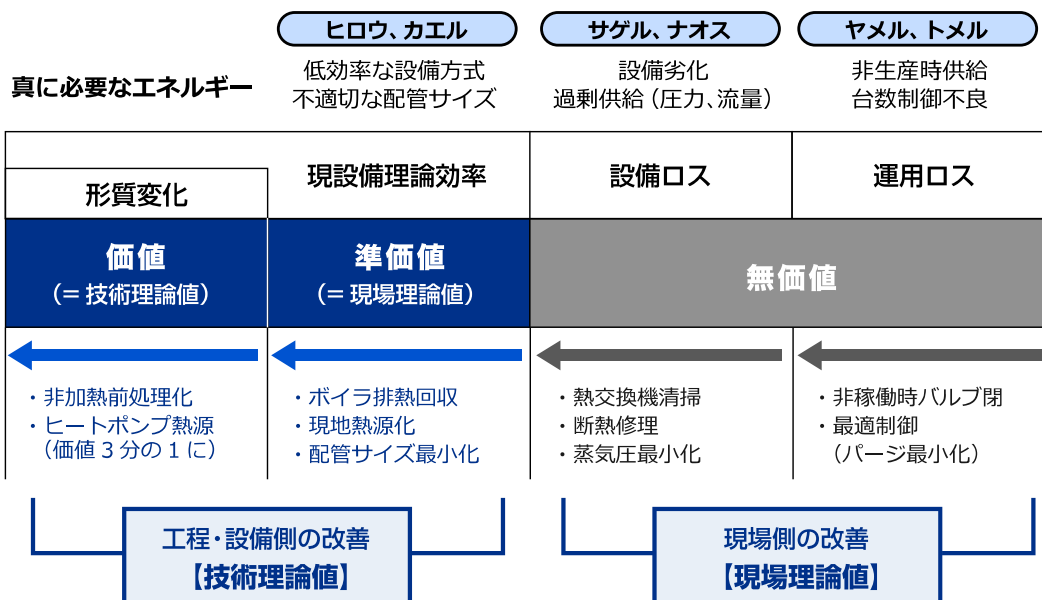 ヒロウ、カエル
サゲル、ナオス
ヤメル、トメル
真に必要なエネルギー
低効率な設備方式
不適切な配管サイズ
設備劣化
過剰供給（圧力、流量）
非生産時供給
台数制御不良
形質変化
現設備理論効率
設備ロス
運用ロス
価値
（＝技術理論値）
準価値
（＝現場理論値）
無価値
・非加熱前処理化
・ヒートポンプ熱源
（価値3分の1に）
・ボイラ排熱回収
・現地熱源化
・配管サイズ最小化
・熱交換機清掃
・断熱修理
・蒸気圧最小化
・非稼働時バルブ閉
・最適制御
（パージ最小化）
工程・設備側の改善
【技術理論値】
現場側の改善
【現場理論値】